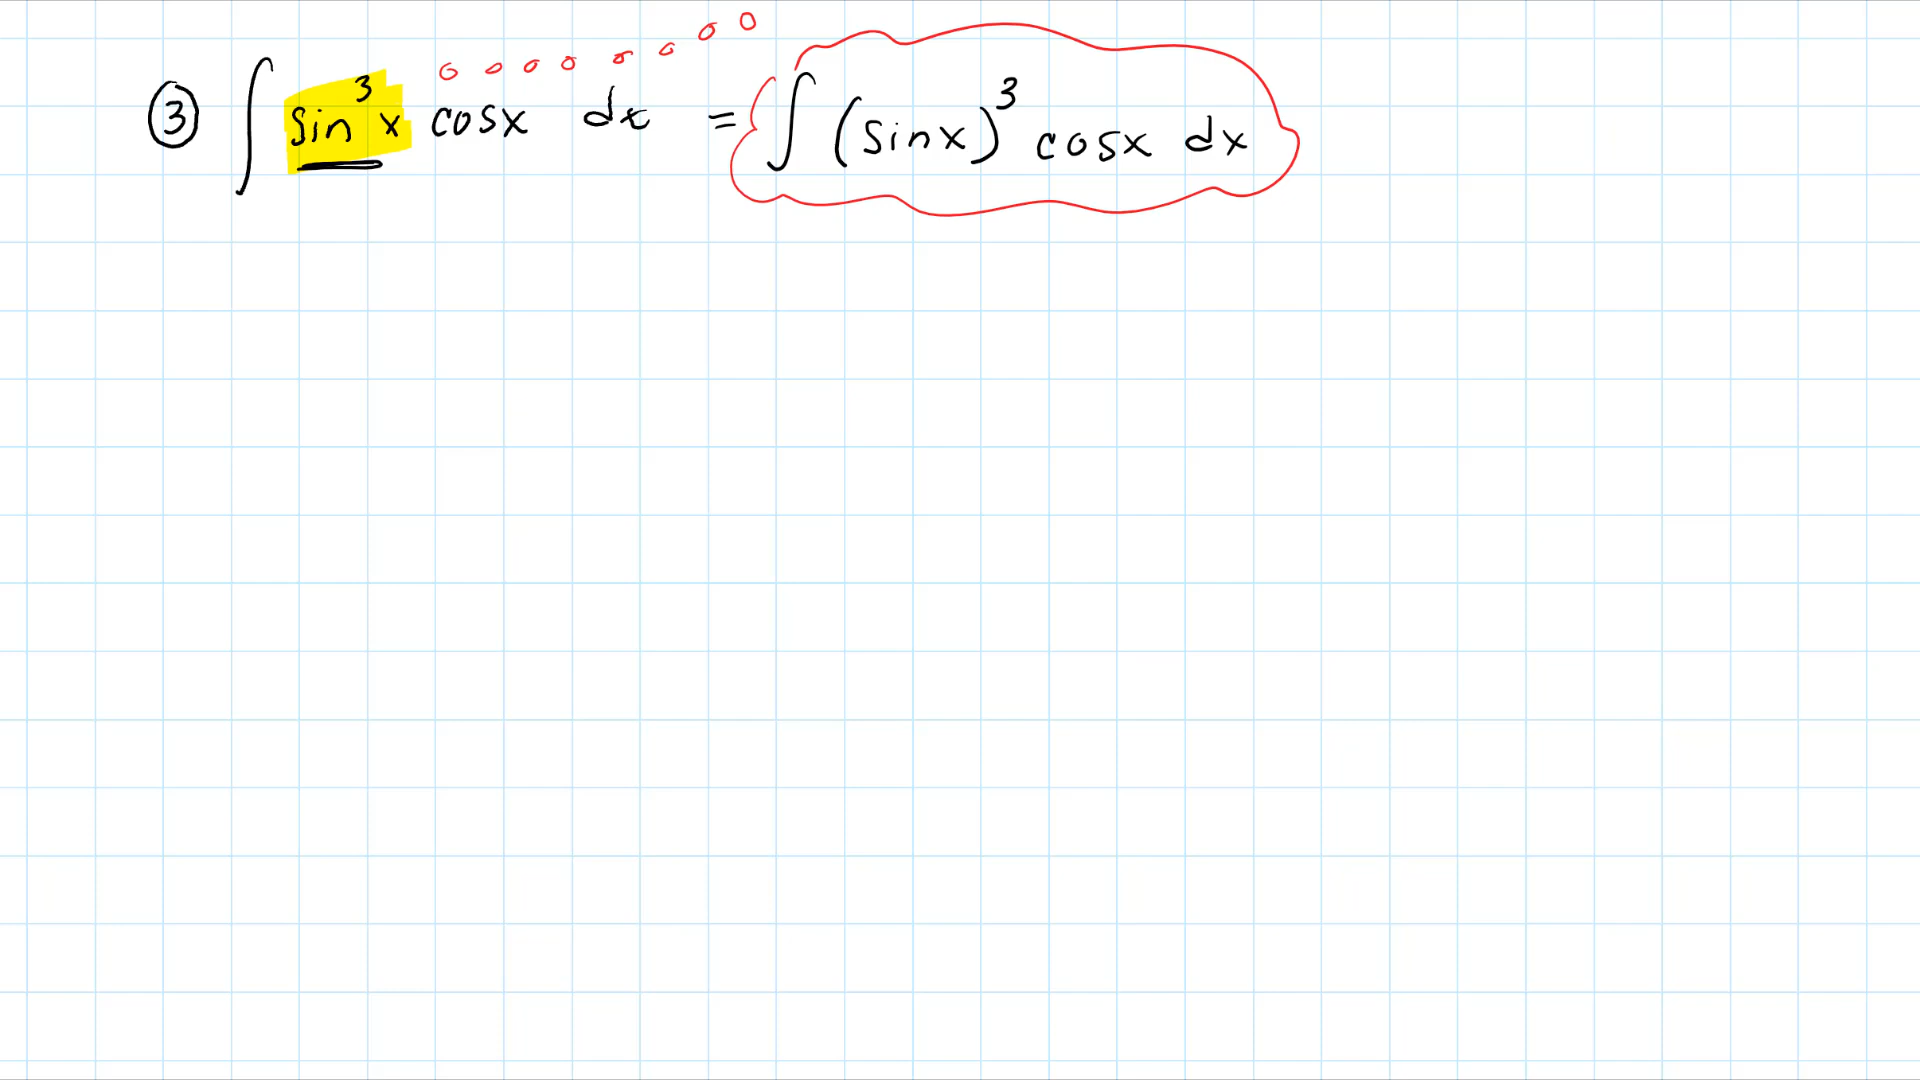 ③ ∫ sin³x cosx dx = ∫ (sinx)³ cosx dx